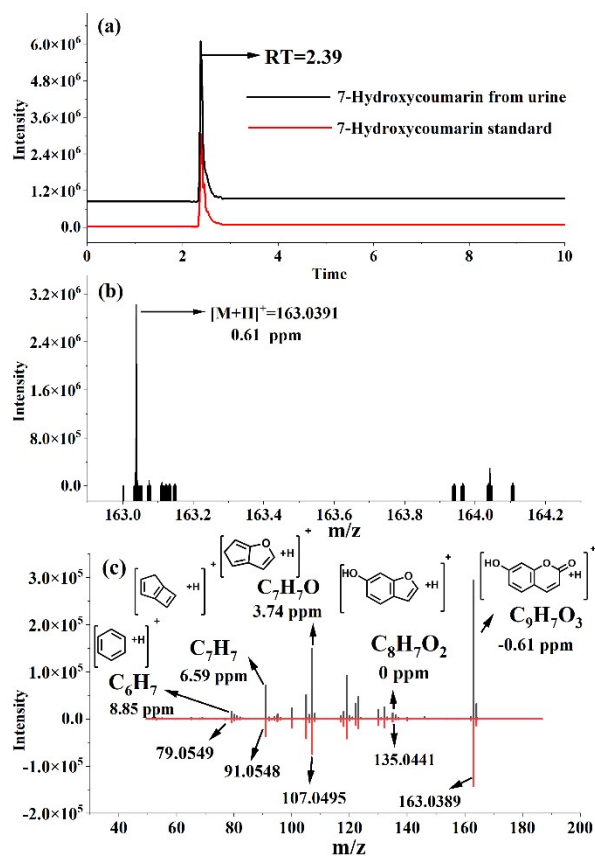 (a)
RT=2.39
7-Hydroxycoumarin from urine
7-Hydroxycoumarin standard
Intensity
6.0×10⁶
4.8×10⁶
3.6×10⁶
2.4×10⁶
1.2×10⁶
0.0
0 2 4 6 8 10
Time
(b)
[M+H]⁺=163.0391
0.61 ppm
Intensity
3.2×10⁶
2.4×10⁶
1.6×10⁶
8.0×10⁵
0.0
163.0 163.2 163.4 163.6 163.8 164.0 164.2
m/z
(c)
+H
+
+H
+
O
+H
+
HO
O
+H
+
HO
O
O
+H
+
C₆H₇
8.85 ppm
C₇H₇
6.59 ppm
C₇H₇O
3.74 ppm
C₈H₇O₂
0 ppm
C₉H₇O₃
-0.61 ppm
79.0549
91.0548
107.0495
135.0441
163.0389
Intensity
3.0×10⁵
2.0×10⁵
1.0×10⁵
0.0
-1.0×10⁵
-2.0×10⁵
40 60 80 100 120 140 160 180 200
m/z